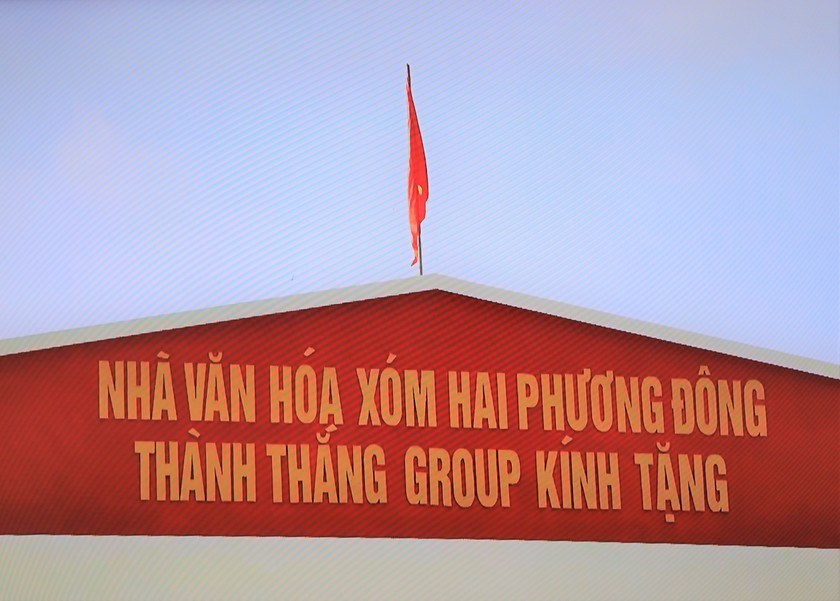 NHÀ VĂN HÓA XÓM HAI PHƯƠNG ĐÔNG
THÀNH THẮNG GROUP KÍNH TẶNG